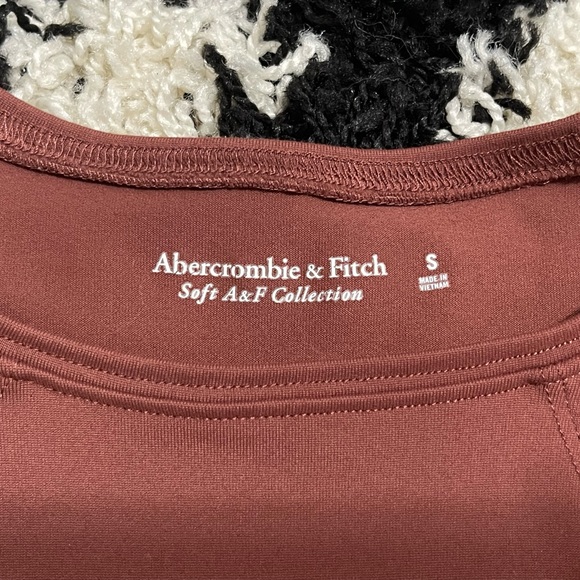 Abercrombie & Fitch
Soft A&F Collection
S
MADE IN
VIETNAM